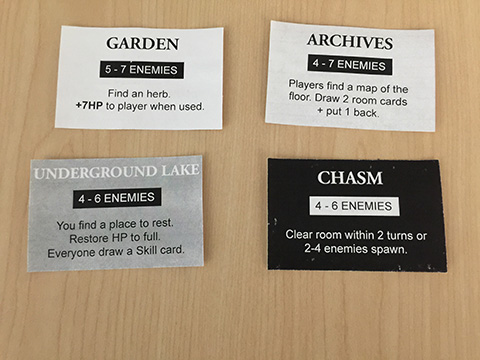 GARDEN
5 - 7 ENEMIES
Find an herb.
+7HP to player when used.
ARCHIVES
4 - 7 ENEMIES
Players find a map of the
floor. Draw 2 room cards
+ put 1 back.
UNDERGROUND LAKE
4 - 6 ENEMIES
You find a place to rest.
Restore HP to full.
Everyone draw a Skill card.
CHASM
4 - 6 ENEMIES
Clear room within 2 turns or
2-4 enemies spawn.